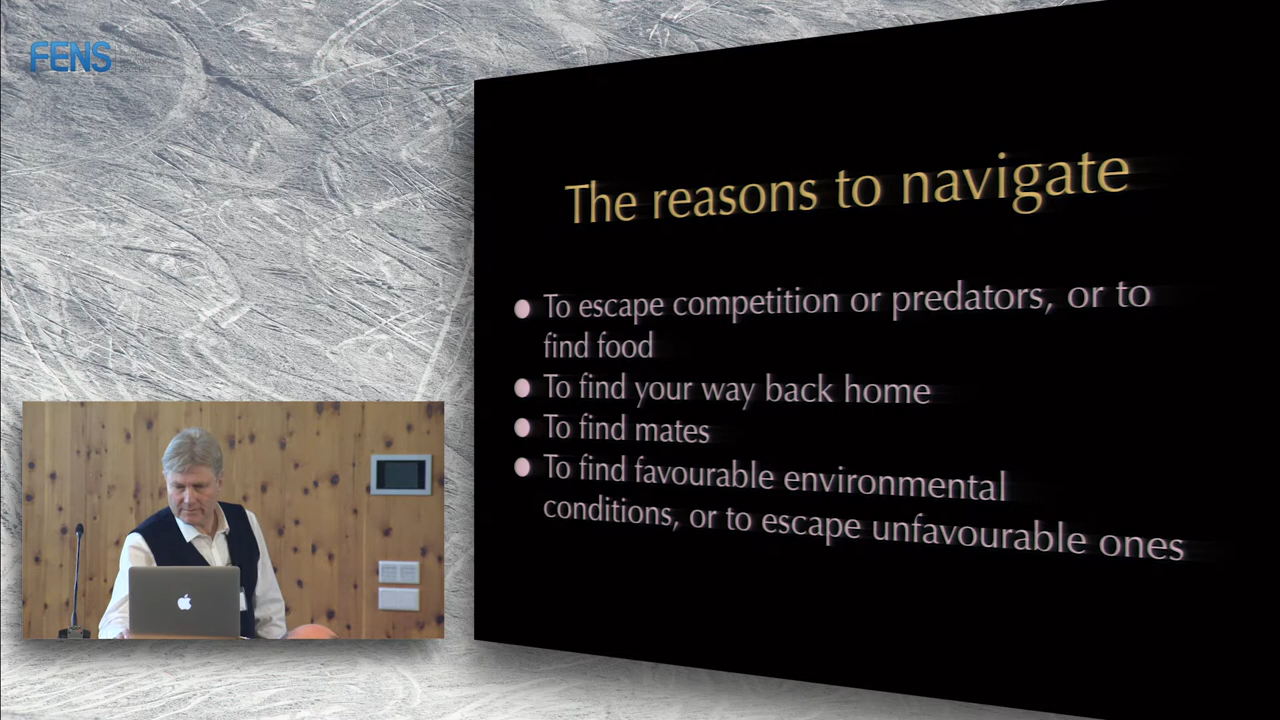 FENS
The reasons to navigate
To escape competition or predators, or to
find food
To find your way back home
To find mates
To find favourable environmental
conditions, or to escape unfavourable ones